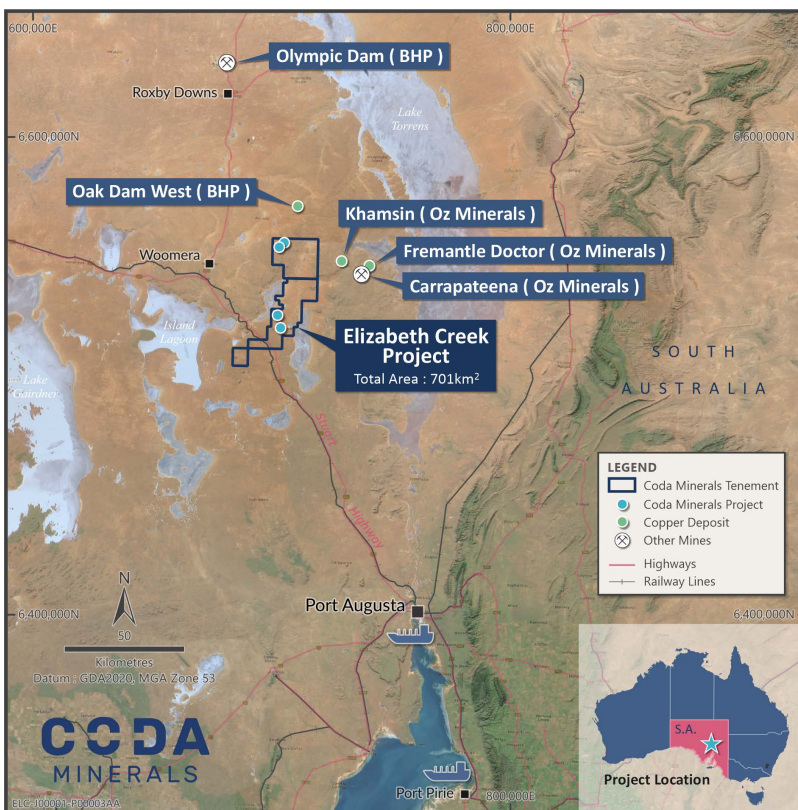 600,000E
800,000E
Olympic Dam ( BHP )
Roxby Downs
Lake
Torrens
6,600,000N
6,600,000N
Oak Dam West ( BHP )
Khamsin ( Oz Minerals )
Woomera
Fremantle Doctor ( Oz Minerals )
Carrapateena ( Oz Minerals )
Island
Lagoon
Elizabeth Creek
Project
Total Area : 701km²
SOUTH
AUSTRALIA
Lake
Gairdner
Stuart
Highway
LEGEND
Coda Minerals Tenement
Coda Minerals Project
Copper Deposit
Other Mines
Highways
Railway Lines
N
50
Kilometres
Datum : GDA2020, MGA Zone 53
Port Augusta
6,400,000N
6,400,000N
S.A.
Project Location
CODA
MINERALS
Port Pirie
800,000E
ELC-J00001-P00003AA